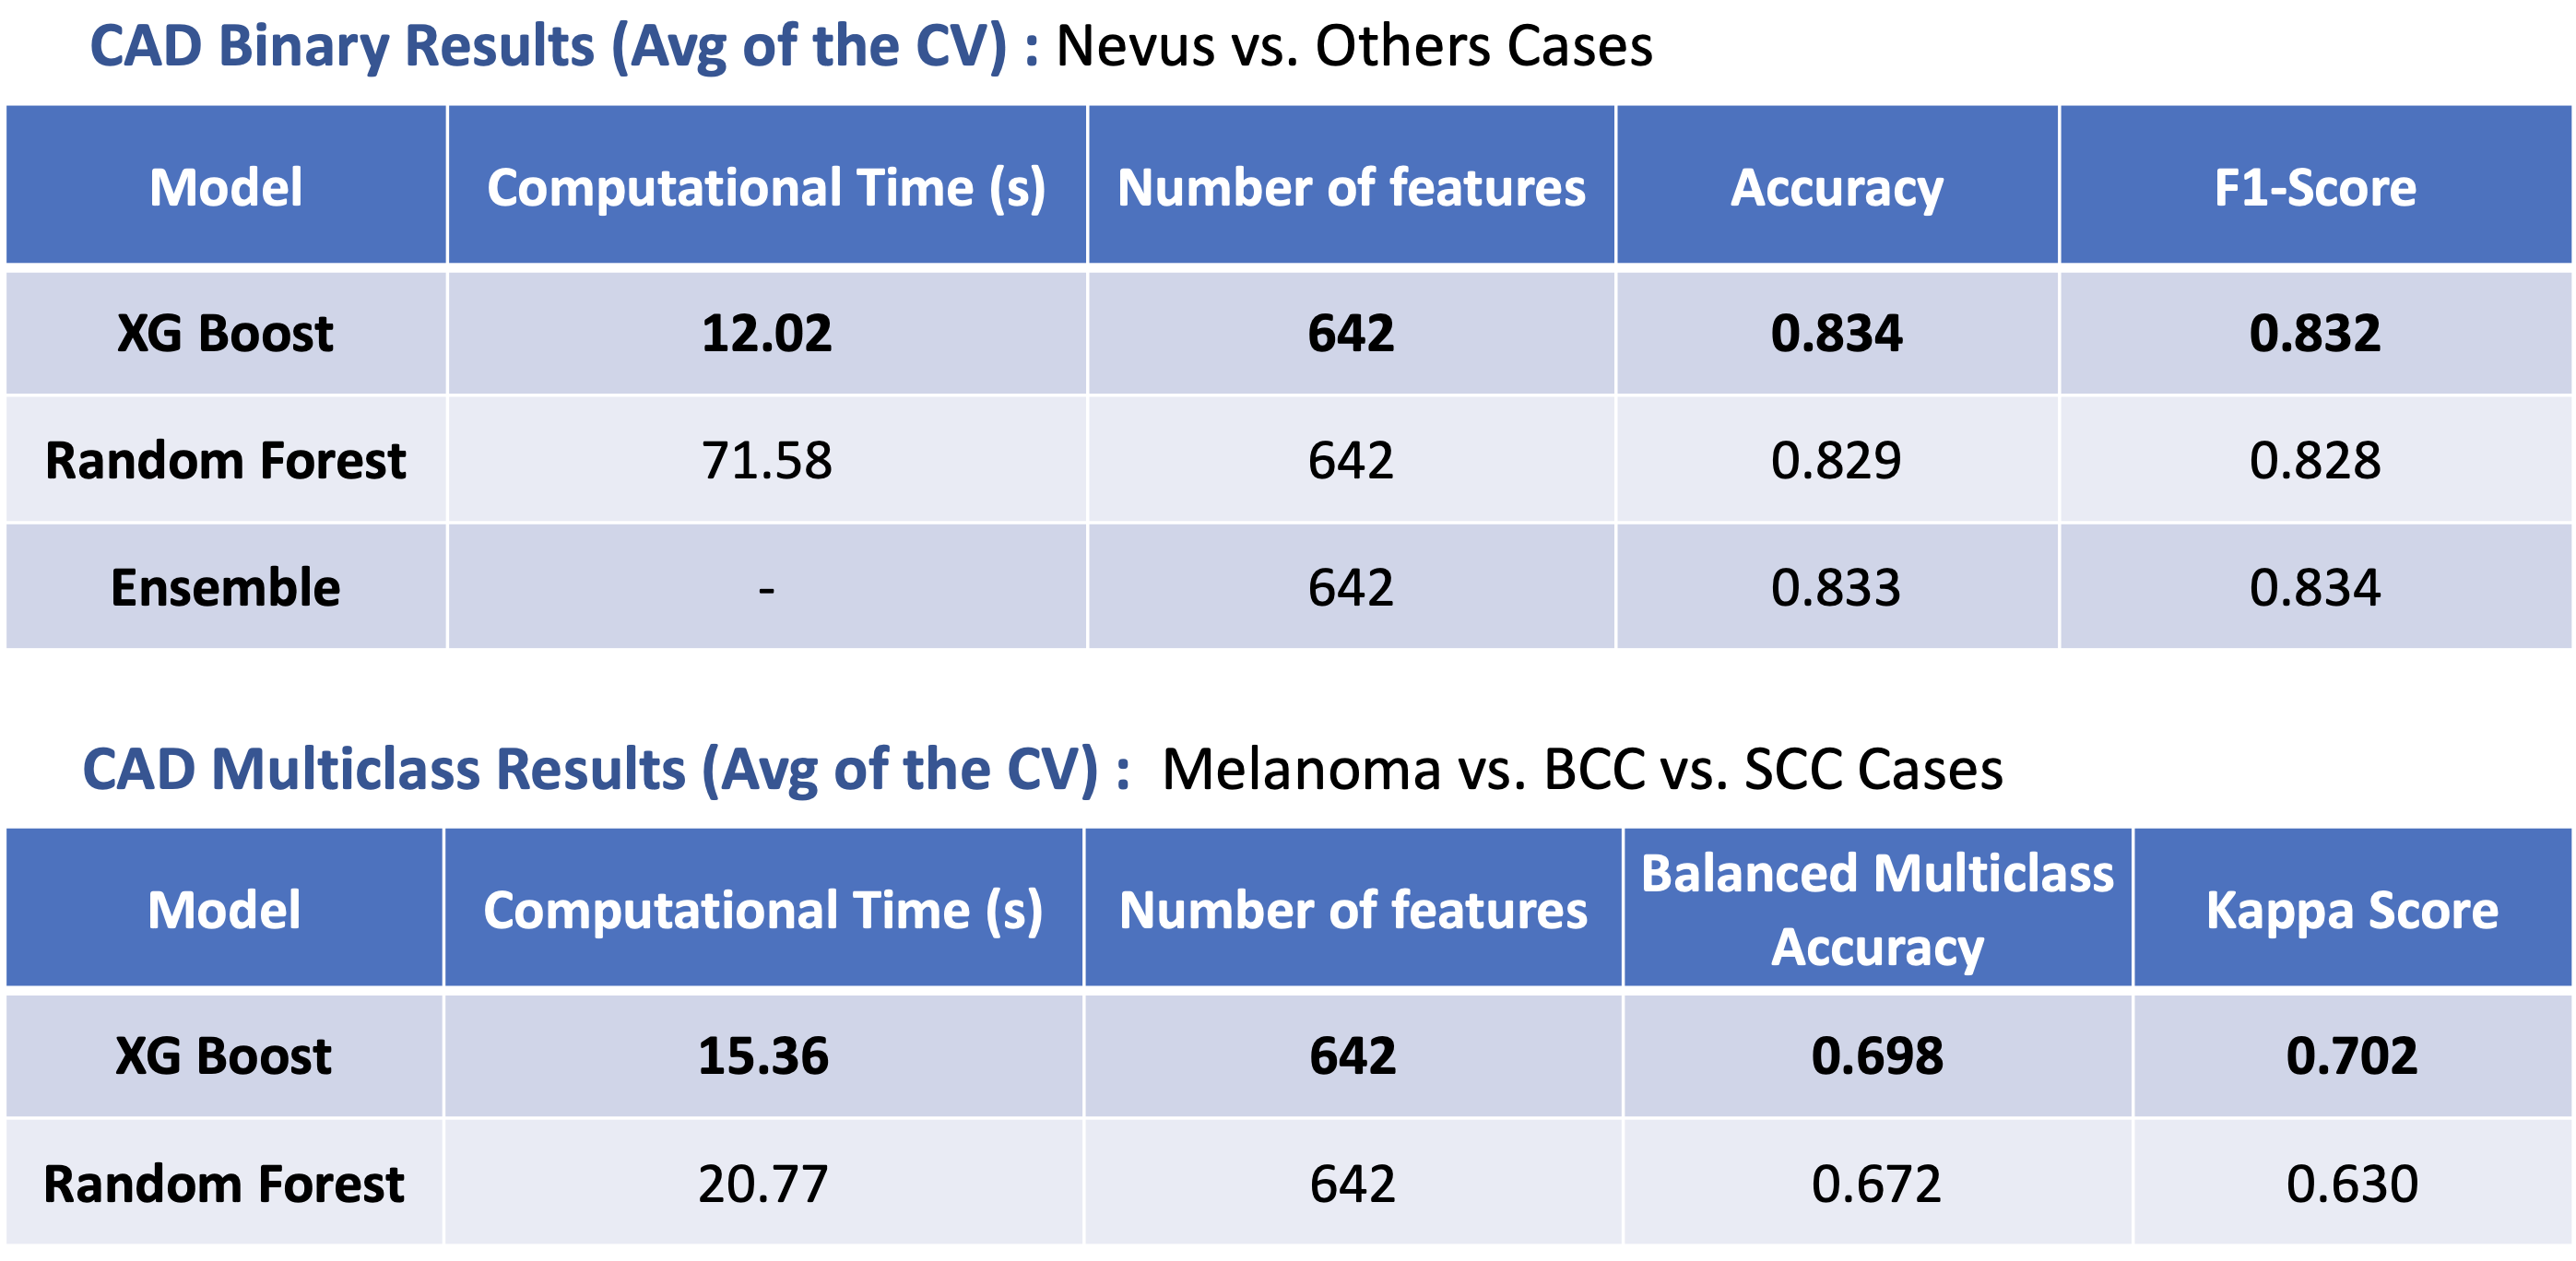 CAD Binary Results (Avg of the CV) : Nevus vs. Others Cases
Model Computational Time (s) Number of features Accuracy F1-Score
XG Boost 12.02 642 0.834 0.832
Random Forest 71.58 642 0.829 0.828
Ensemble - 642 0.833 0.834
CAD Multiclass Results (Avg of the CV) : Melanoma vs. BCC vs. SCC Cases
Model Computational Time (s) Number of features Balanced Multiclass Accuracy Kappa Score
XG Boost 15.36 642 0.698 0.702
Random Forest 20.77 642 0.672 0.630